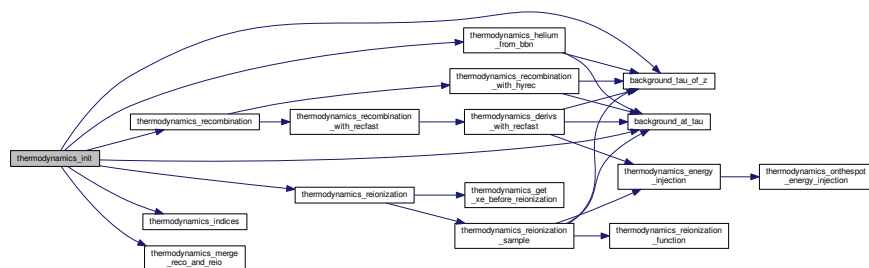 thermodynamics_init
thermodynamics_recombination
thermodynamics_indices
thermodynamics_merge
_reco_and_reio
thermodynamics_recombination
_with_recfast
thermodynamics_reionization
thermodynamics_helium
_from_bbn
thermodynamics_recombination
_with_hyrec
thermodynamics_derivs
_with_recfast
thermodynamics_get
_xe_before_reionization
thermodynamics_reionization
_sample
background_tau_of_z
background_at_tau
thermodynamics_energy
_injection
thermodynamics_reionization
_function
thermodynamics_onthespot
_energy_injection